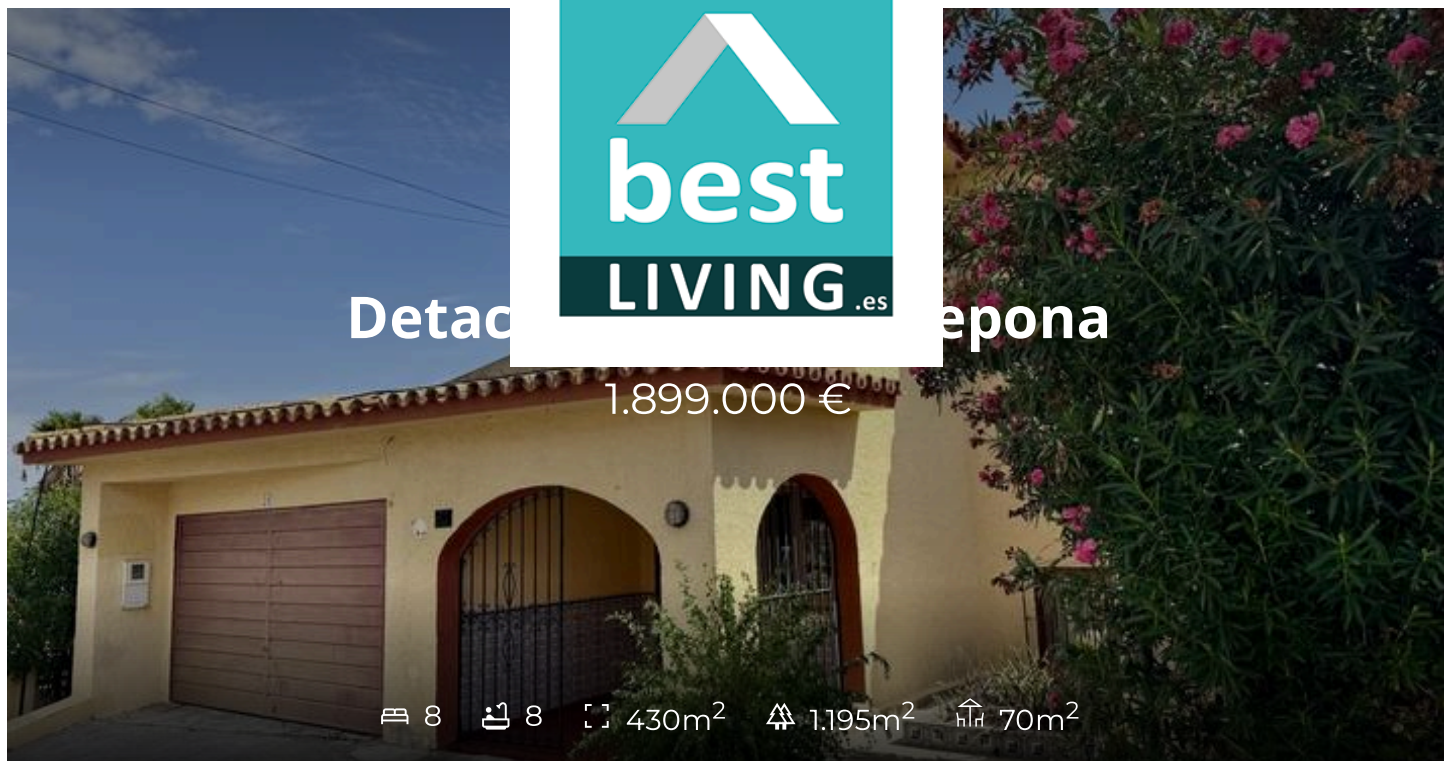 best
LIVING.es
Detac epona
1.899.000 €
8 8 430m² 1.195m² 70m²